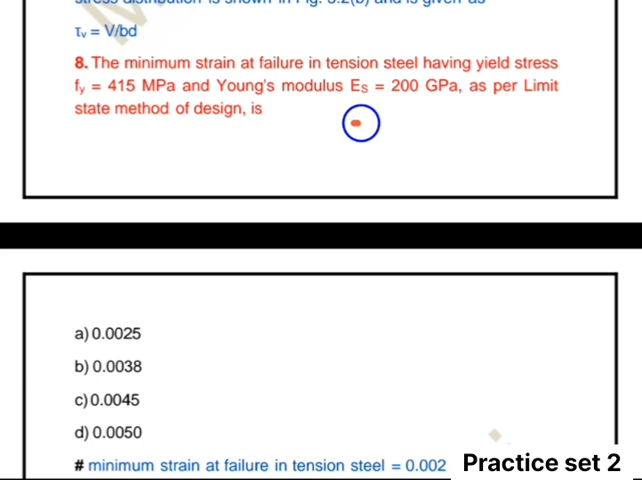 τv = V/bd
8. The minimum strain at failure in tension steel having yield stress
fy = 415 MPa and Young's modulus ES = 200 GPa, as per Limit
state method of design, is
a) 0.0025
b) 0.0038
c) 0.0045
d) 0.0050
# minimum strain at failure in tension steel = 0.002
Practice set 2